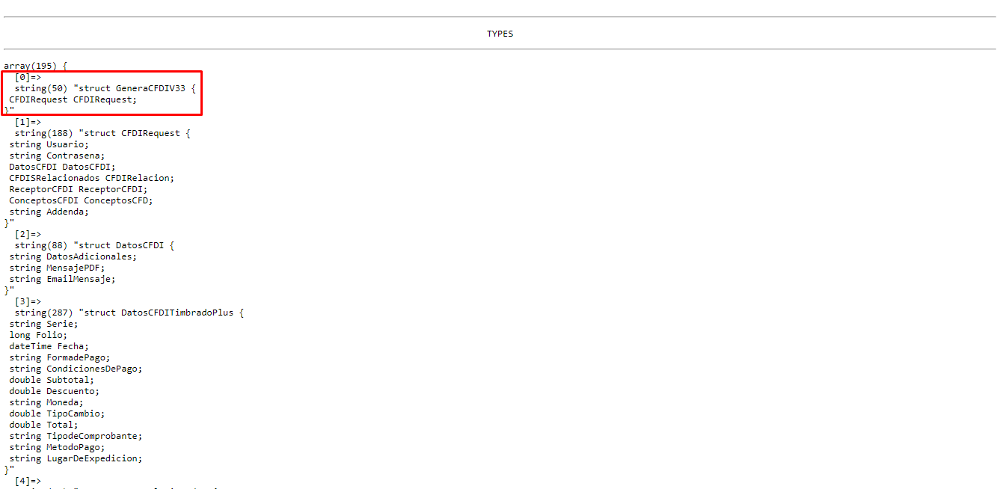 TYPES
array(195) {
[0]=>
string(50) "struct GeneraCFDIV33 {
CFDIRequest CFDIRequest;
}"
[1]=>
string(188) "struct CFDIRequest {
string Usuario;
string Contrasena;
DatosCFDI DatosCFDI;
CFDISRelacionados CFDIRelacion;
ReceptorCFDI ReceptorCFDI;
ConceptosCFDI ConceptosCFD;
string Addenda;
}"
[2]=>
string(88) "struct DatosCFDI {
string DatosAdicionales;
string MensajePDF;
string EmailMensaje;
}"
[3]=>
string(287) "struct DatosCFDITimbradoPlus {
string Serie;
long Folio;
dateTime Fecha;
string FormadePago;
string CondicionesDePago;
double Subtotal;
double Descuento;
string Moneda;
double TipoCambio;
double Total;
string TipodeComprobante;
string MetodoPago;
string LugarDeExpedicion;
}"
[4]=>